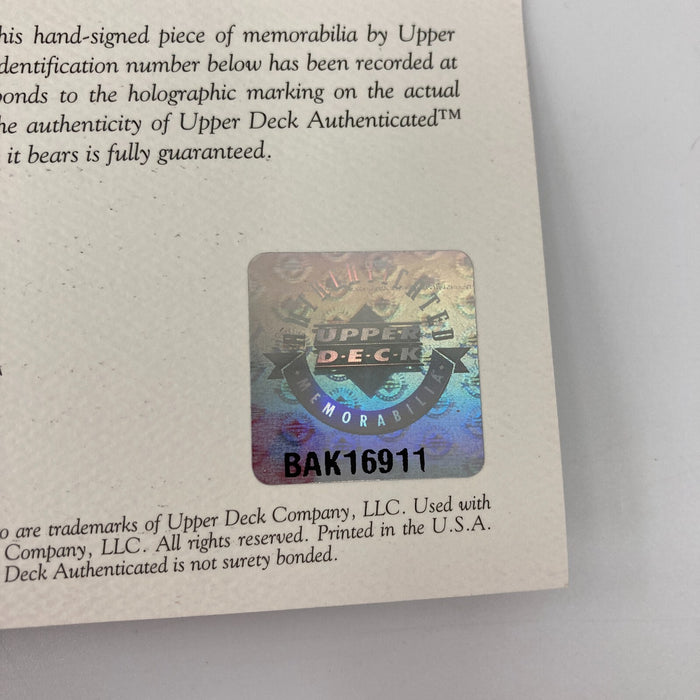 his hand-signed piece of memorabilia by Upper
dentification number below has been recorded at
onds to the holographic marking on the actual
he authenticity of Upper Deck Authenticated™
it bears is fully guaranteed.
AUTHENTICATED
UPPER
D·E·C·K
·MEMORABILIA·
BAK16911
o are trademarks of Upper Deck Company, LLC. Used with
Company, LLC. All rights reserved. Printed in the U.S.A.
Deck Authenticated is not surety bonded.